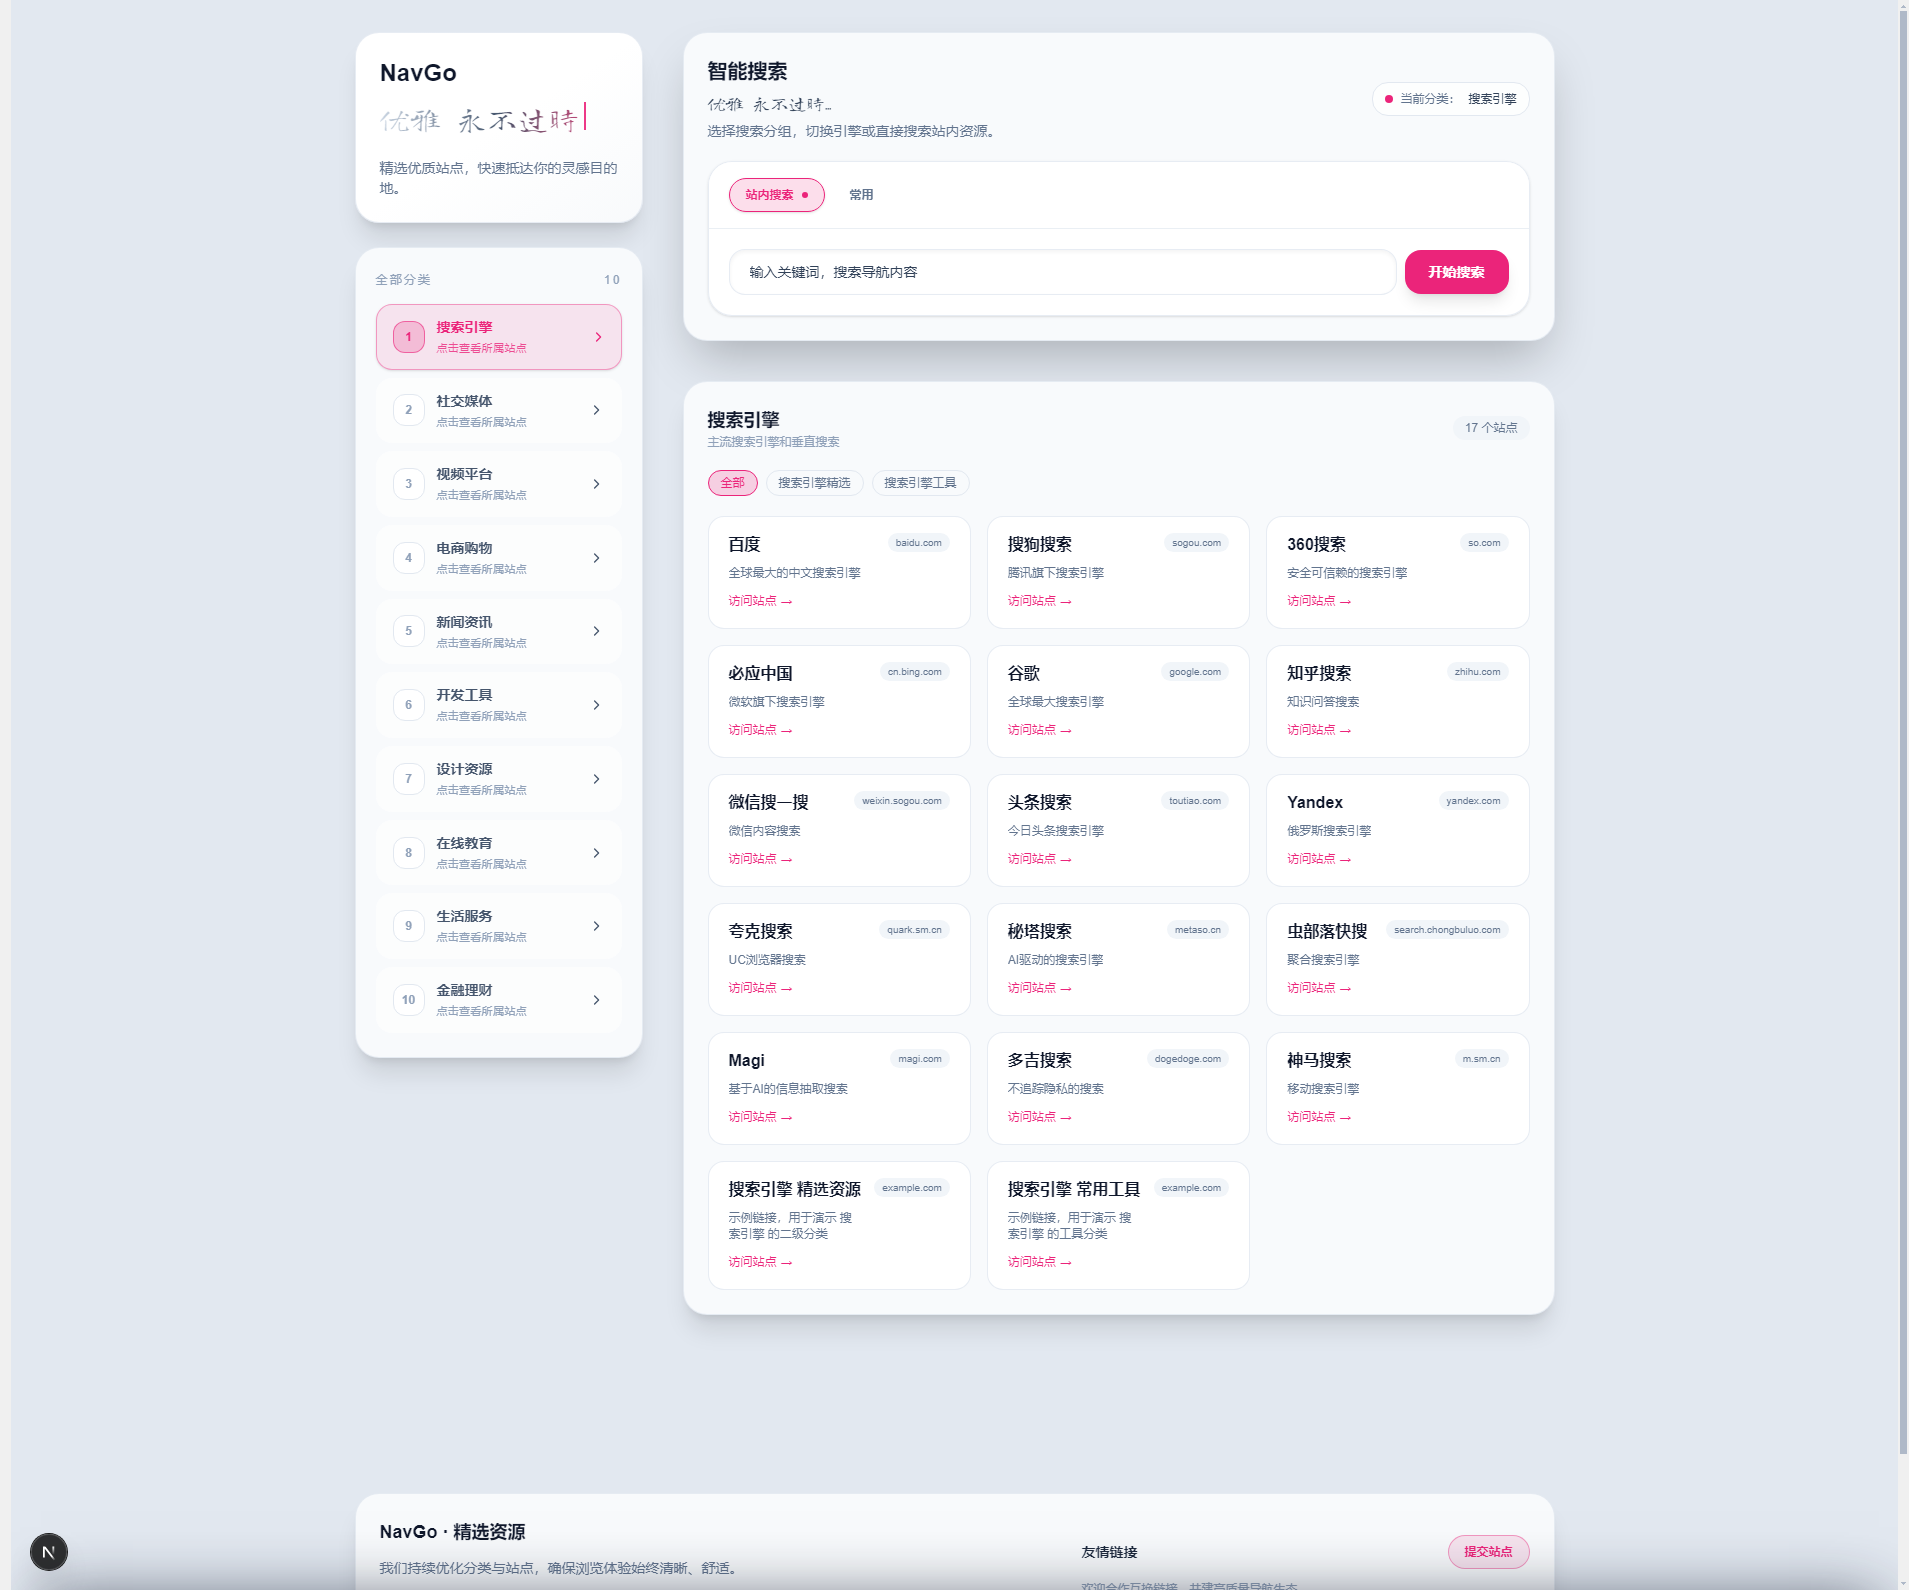 NavGo
优雅 永不过時
精选优质站点，快速抵达你的灵感目的
地。
全部分类 10
1 搜索引擎
点击查看所属站点
2 社交媒体
点击查看所属站点
3 视频平台
点击查看所属站点
4 电商购物
点击查看所属站点
5 新闻资讯
点击查看所属站点
6 开发工具
点击查看所属站点
7 设计资源
点击查看所属站点
8 在线教育
点击查看所属站点
9 生活服务
点击查看所属站点
10 金融理财
点击查看所属站点
智能搜索
优雅 永不过時...
选择搜索分组，切换引擎或直接搜索站内资源。
当前分类： 搜索引擎
站内搜索 常用
输入关键词，搜索导航内容 开始搜索
搜索引擎
主流搜索引擎和垂直搜索
17 个站点
全部 搜索引擎精选 搜索引擎工具
百度 baidu.com
全球最大的中文搜索引擎
访问站点 →
搜狗搜索 sogou.com
腾讯旗下搜索引擎
访问站点 →
360搜索 so.com
安全可信赖的搜索引擎
访问站点 →
必应中国 cn.bing.com
微软旗下搜索引擎
访问站点 →
谷歌 google.com
全球最大搜索引擎
访问站点 →
知乎搜索 zhihu.com
知识问答搜索
访问站点 →
微信搜一搜 weixin.sogou.com
微信内容搜索
访问站点 →
头条搜索 toutiao.com
今日头条搜索引擎
访问站点 →
Yandex yandex.com
俄罗斯搜索引擎
访问站点 →
夸克搜索 quark.sm.cn
UC浏览器搜索
访问站点 →
秘塔搜索 metaso.cn
AI驱动的搜索引擎
访问站点 →
虫部落快搜 search.chongbuluo.com
聚合搜索引擎
访问站点 →
Magi magi.com
基于AI的信息抽取搜索
访问站点 →
多吉搜索 dogedoge.com
不追踪隐私的搜索
访问站点 →
神马搜索 m.sm.cn
移动搜索引擎
访问站点 →
搜索引擎 精选资源 example.com
示例链接，用于演示 搜
索引擎 的二级分类
访问站点 →
搜索引擎 常用工具 example.com
示例链接，用于演示 搜
索引擎 的工具分类
访问站点 →
NavGo · 精选资源
我们持续优化分类与站点，确保浏览体验始终清晰、舒适。
友情链接
欢迎合作互换链接，共建高质量导航生态
提交站点
N